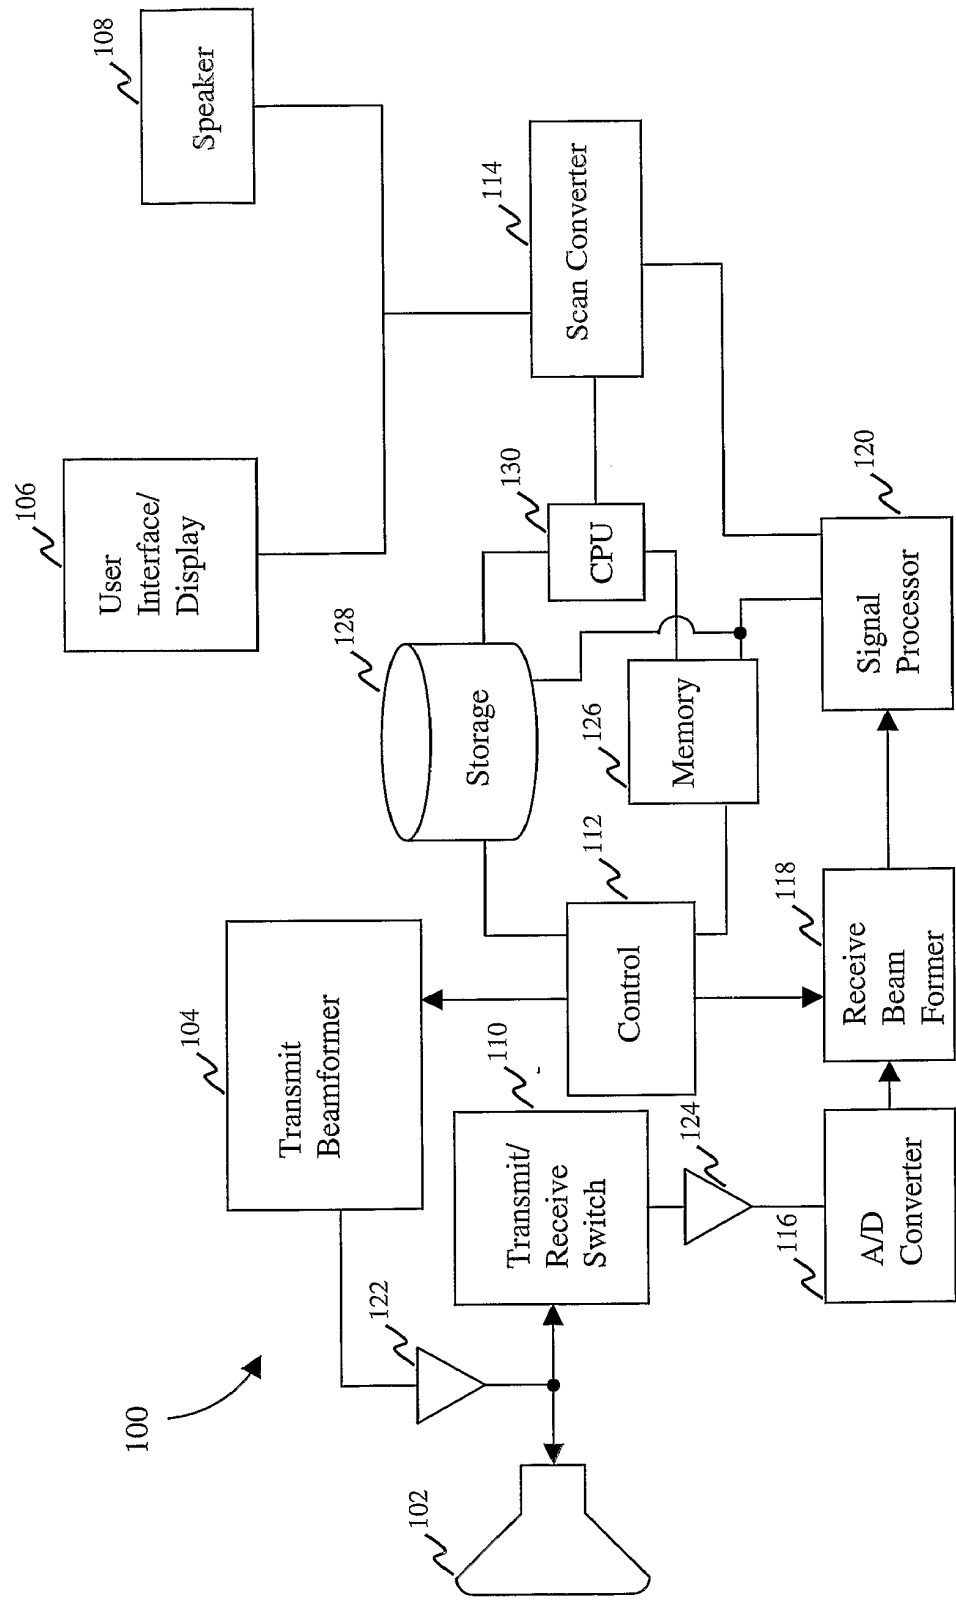 100
102
122
104
Transmit
Beamformer
110
Transmit/
Receive
Switch
124
116
A/D
Converter
112
Control
118
Receive
Beam
Former
128
Storage
126
Memory
130
CPU
120
Signal
Processor
106
User
Interface/
Display
114
Scan Converter
108
Speaker